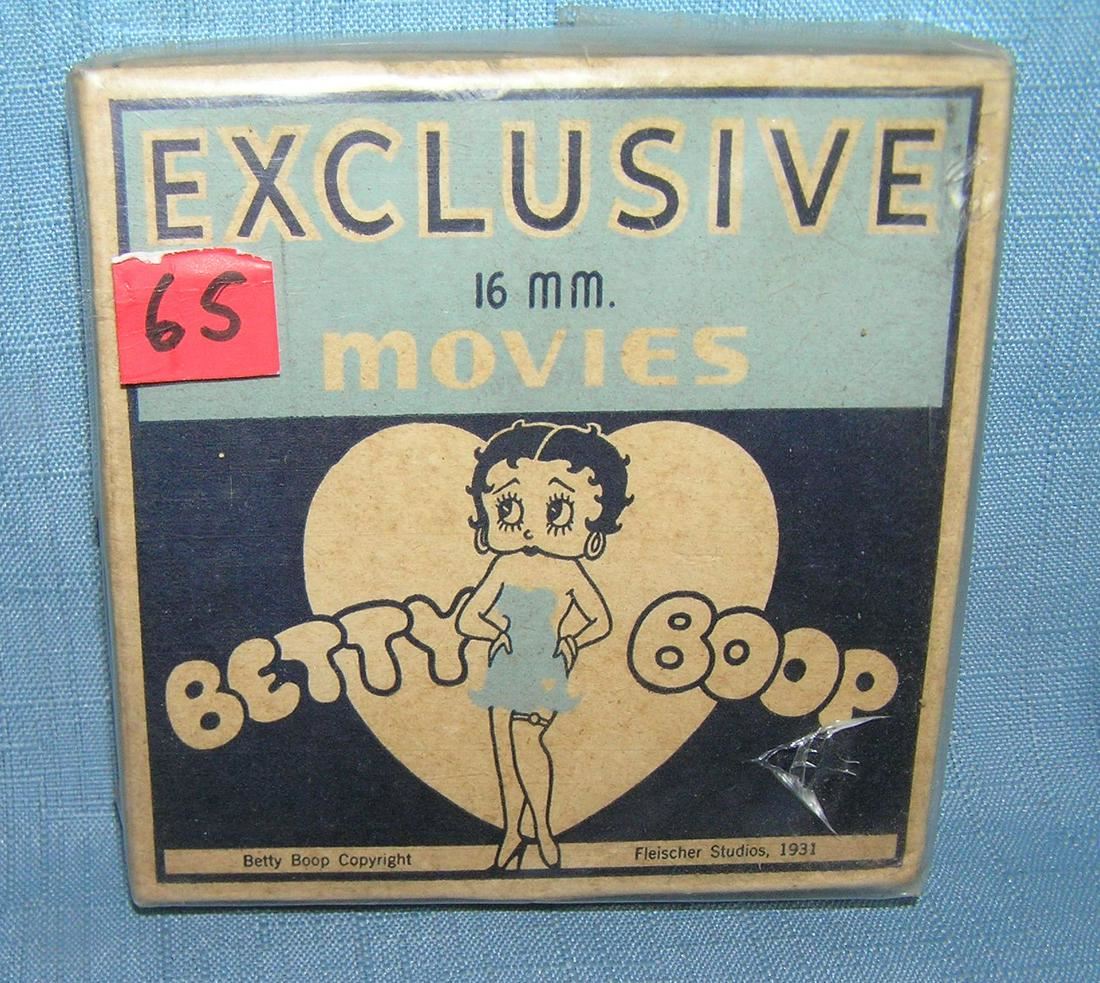 EXCLUSIVE
16 mm.
movies
65
BETTY BOOP
Betty Boop Copyright
Fleischer Studios, 1931